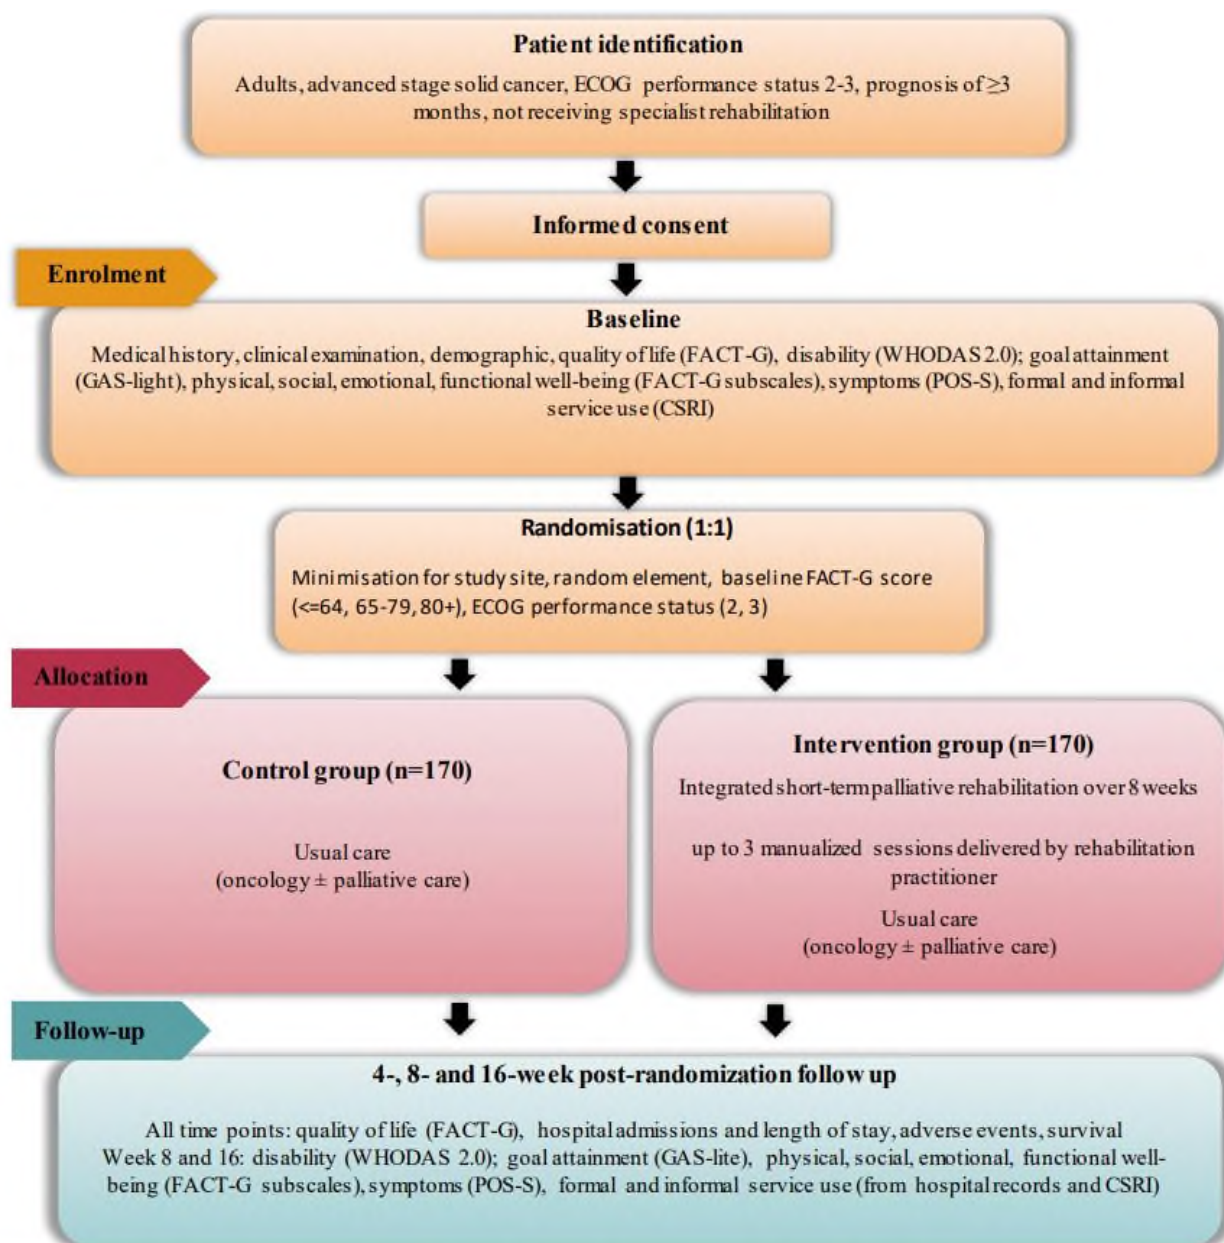 Patient identification
Adults, advanced stage solid cancer, ECOG performance status 2-3, prognosis of ≥3
months, not receiving specialist rehabilitation
Informed consent
Enrolment
Baseline
Medical history, clinical examination, demographic, quality of life (FACT-G), disability (WHODAS 2.0); goal attainment
(GAS-light), physical, social, emotional, functional well-being (FACT-G subscales), symptoms (POS-S), formal and informal
service use (CSRI)
Randomisation (1:1)
Minimisation for study site, random element, baseline FACT-G score
(<=64, 65-79, 80+), ECOG performance status (2, 3)
Allocation
Control group (n=170)
Usual care
(oncology ± palliative care)
Intervention group (n=170)
Integrated short-term palliative rehabilitation over 8 weeks
up to 3 manualized sessions delivered by rehabilitation
practitioner
Usual care
(oncology ± palliative care)
Follow-up
4-, 8- and 16-week post-randomization follow up
All time points: quality of life (FACT-G), hospital admissions and length of stay, adverse events, survival
Week 8 and 16: disability (WHODAS 2.0); goal attainment (GAS-lite), physical, social, emotional, functional well-
being (FACT-G subscales), symptoms (POS-S), formal and informal service use (from hospital records and CSRI)